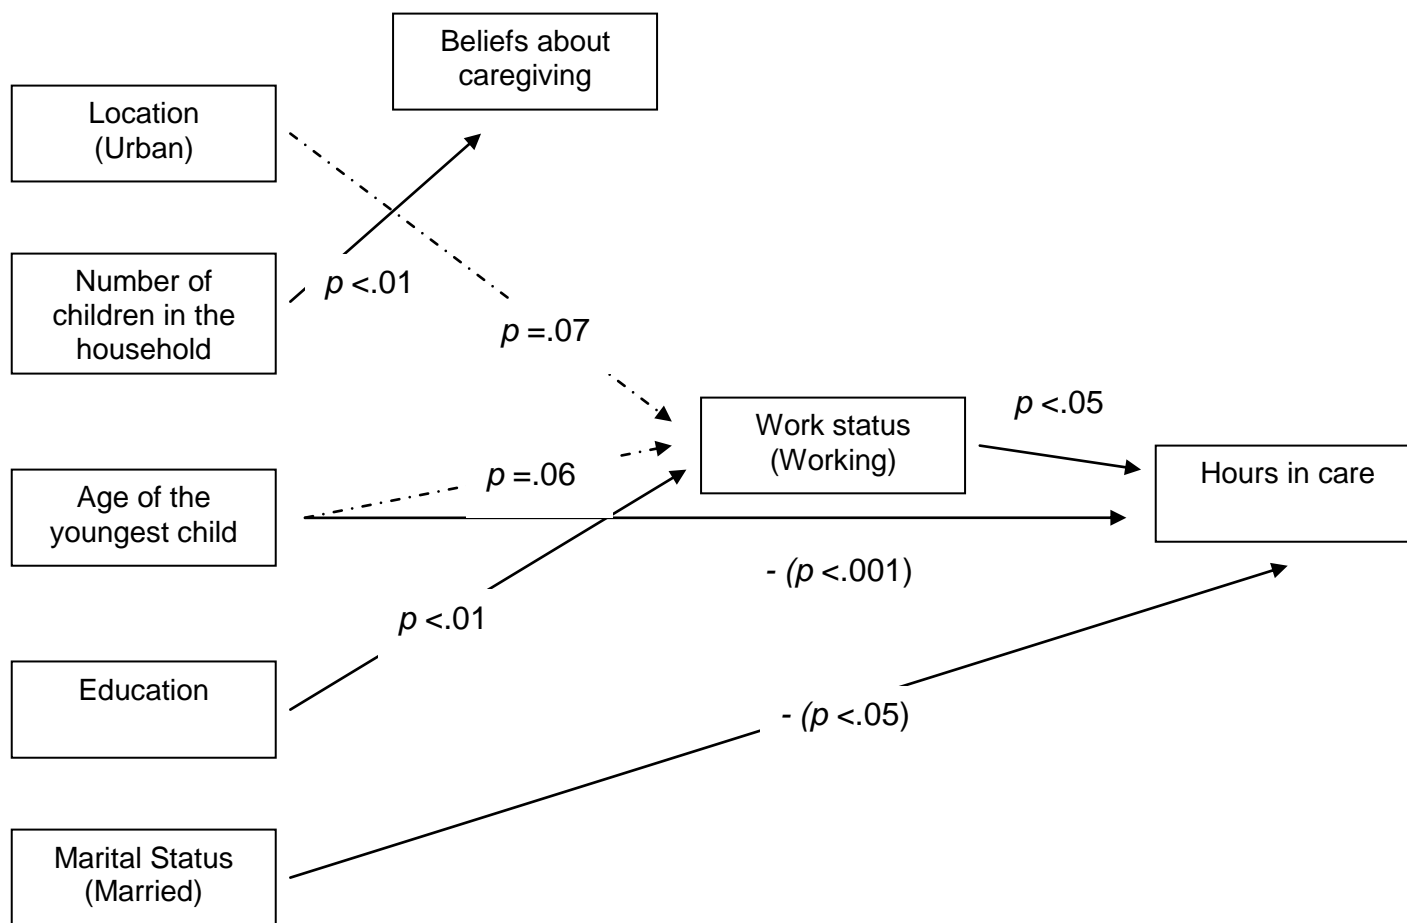 Beliefs about
caregiving
Location
(Urban)
Number of
children in the
household
p <.01
p =.07
Work status
(Working)
p <.05
Hours in care
Age of the
youngest child
p =.06
- (p <.001)
p <.01
Education
- (p <.05)
Marital Status
(Married)